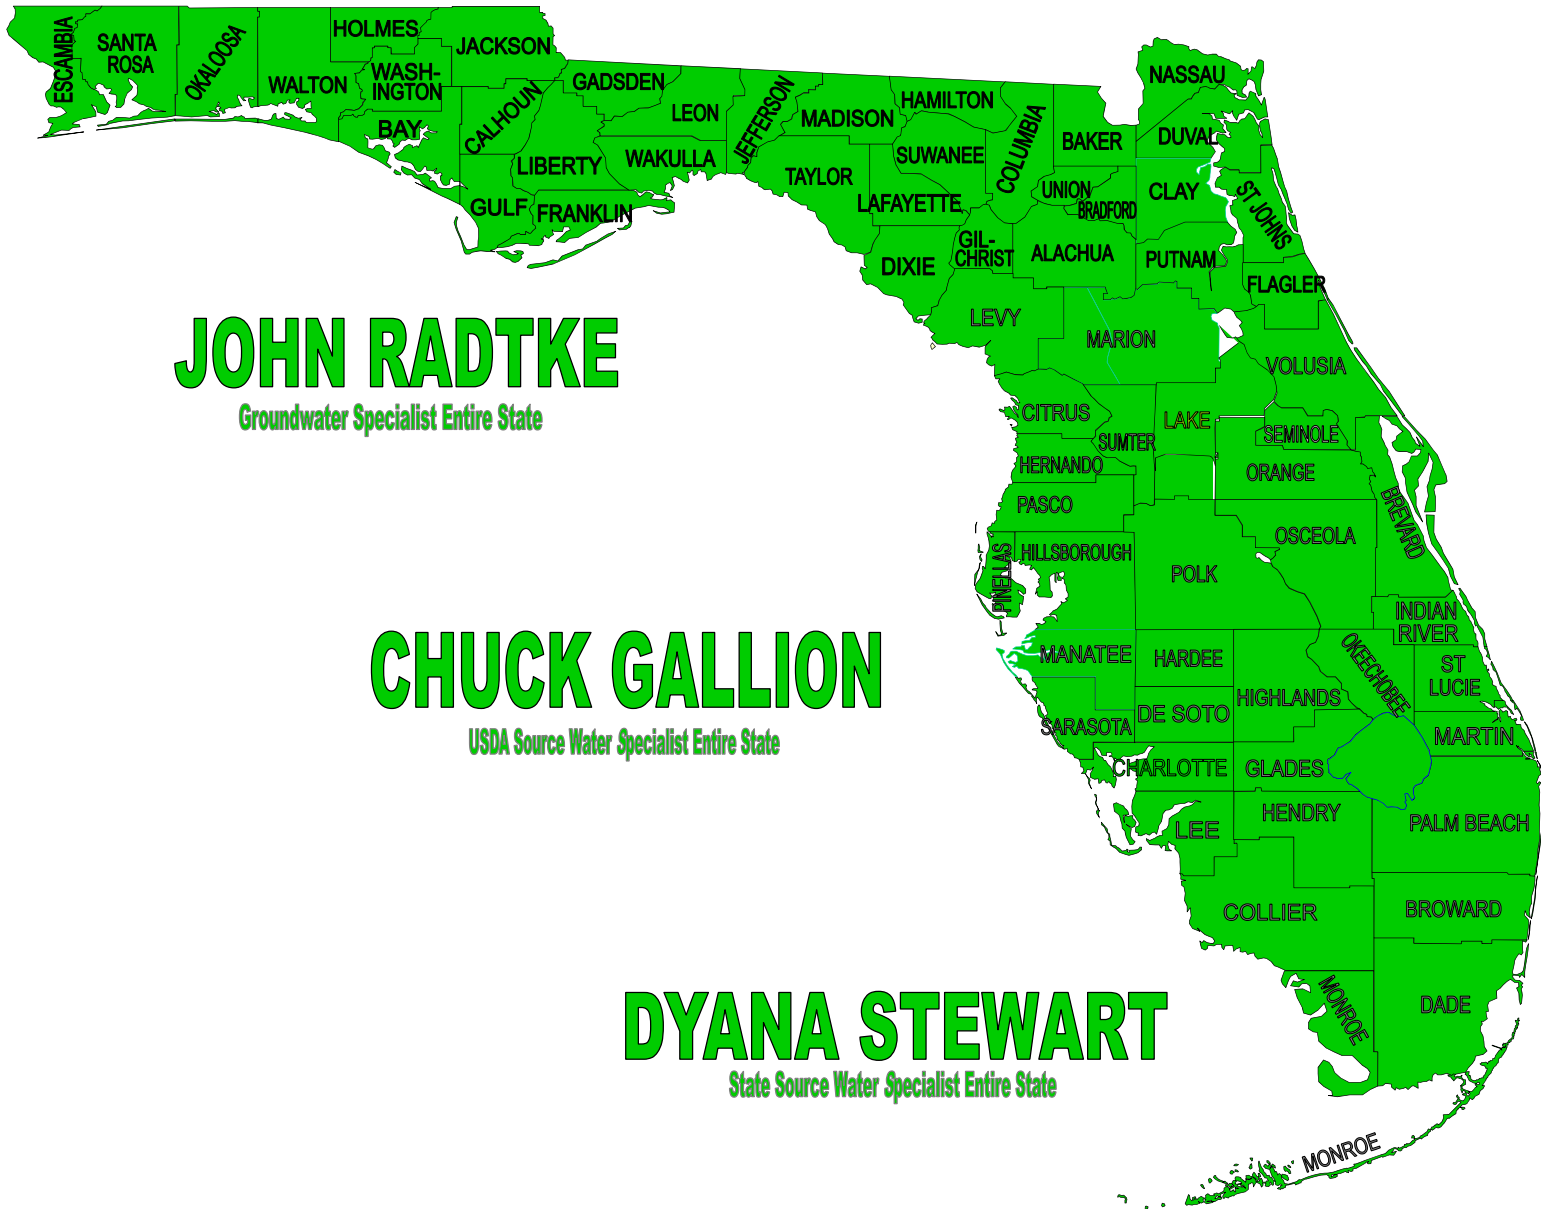 ESCAMBIA
SANTA
ROSA
OKALOOSA
WALTON
HOLMES
WASH-
INGTON
JACKSON
BAY
CALHOUN
GULF
LIBERTY
FRANKLIN
GADSDEN
LEON
WAKULLA
JEFFERSON
MADISON
TAYLOR
HAMILTON
SUWANEE
LAFAYETTE
COLUMBIA
BAKER
NASSAU
DUVAL
UNION
BRADFORD
CLAY
ST JOHNS
DIXIE
GIL-
CHRIST
ALACHUA
PUTNAM
FLAGLER
LEVY
MARION
VOLUSIA
JOHN RADTKE
Groundwater Specialist Entire State
CITRUS
SUMTER
LAKE
SEMINOLE
HERNANDO
ORANGE
PASCO
BREVARD
OSCEOLA
PINELLAS
HILLSBOROUGH
POLK
INDIAN
RIVER
CHUCK GALLION
USDA Source Water Specialist Entire State
MANATEE
HARDEE
OKEECHOBEE
ST
LUCIE
HIGHLANDS
SARASOTA
DE SOTO
MARTIN
CHARLOTTE
GLADES
LEE
HENDRY
PALM BEACH
COLLIER
BROWARD
DYANA STEWART
State Source Water Specialist Entire State
MONROE
DADE
MONROE